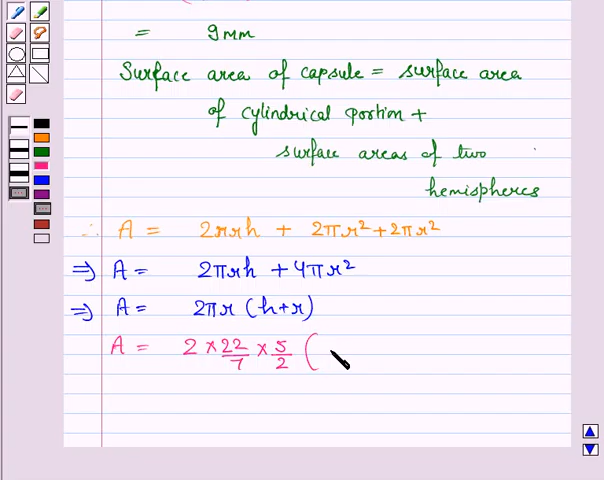 = 9mm
Surface area of capsule = surface area
of cylindrical portion +
surface areas of two
hemispheres
∴ A = 2πrh + 2πr² + 2πr²
⇒ A = 2πrh + 4πr²
⇒ A = 2πr (h+r)
A = 2 × 22/7 × 5/2 (